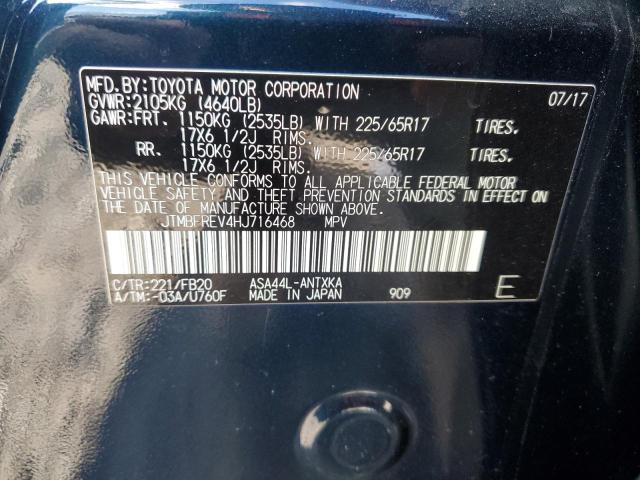 MFD.BY:TOYOTA MOTOR CORPORATION 07/17
GVWR:2105KG (4640LB)
GAWR:FRT. 1150KG (2535LB) WITH 225/65R17 TIRES.
17X6 1/2J RIMS.
RR. 1150KG (2535LB) WITH 225/65R17 TIRES.
17X6 1/2J RIMS.
THIS VEHICLE CONFORMS TO ALL APPLICABLE FEDERAL MOTOR
VEHICLE SAFETY AND THEFT PREVENTION STANDARDS IN EFFECT ON
THE DATE OF MANUFACTURE SHOWN ABOVE.
JTMBFREV4HJ716468 MPV
C/TR:221/FB20 ASA44L-ANTXKA
A/TM:-03A/U760F MADE IN JAPAN 909 E